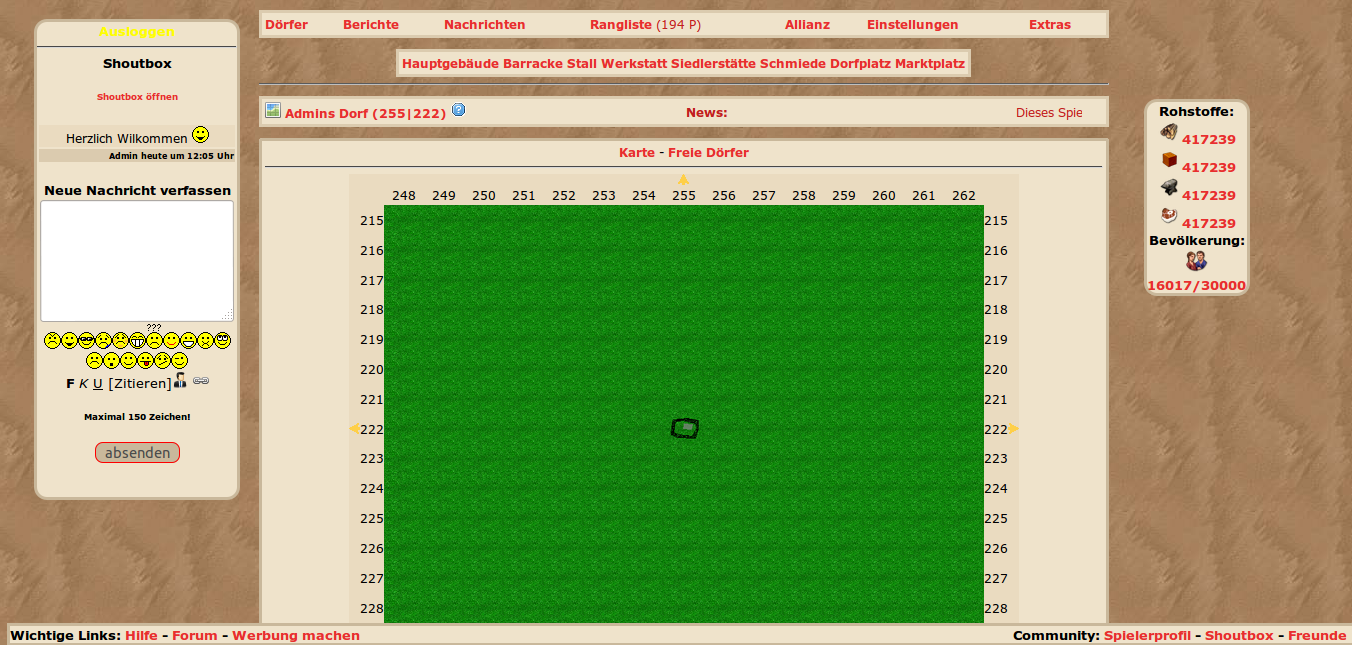 Dörfer Berichte Nachrichten Rangliste (194 P) Allianz Einstellungen Extras
Ausloggen
Shoutbox
Shoutbox öffnen
Herzlich Wilkommen
Admin heute um 12:05 Uhr
Neue Nachricht verfassen
???
F K U [Zitieren]
Maximal 150 Zeichen!
absenden
Hauptgebäude Barracke Stall Werkstatt Siedlerstätte Schmiede Dorfplatz Marktplatz
Admins Dorf (255|222) News: Dieses Spie
Karte - Freie Dörfer
248 249 250 251 252 253 254 255 256 257 258 259 260 261 262
215 215
216 216
217 217
218 218
219 219
220 220
221 221
222 222
223 223
224 224
225 225
226 226
227 227
228 228
Rohstoffe:
417239
417239
417239
417239
Bevölkerung:
16017/30000
Wichtige Links: Hilfe - Forum - Werbung machen
Community: Spielerprofil - Shoutbox - Freunde